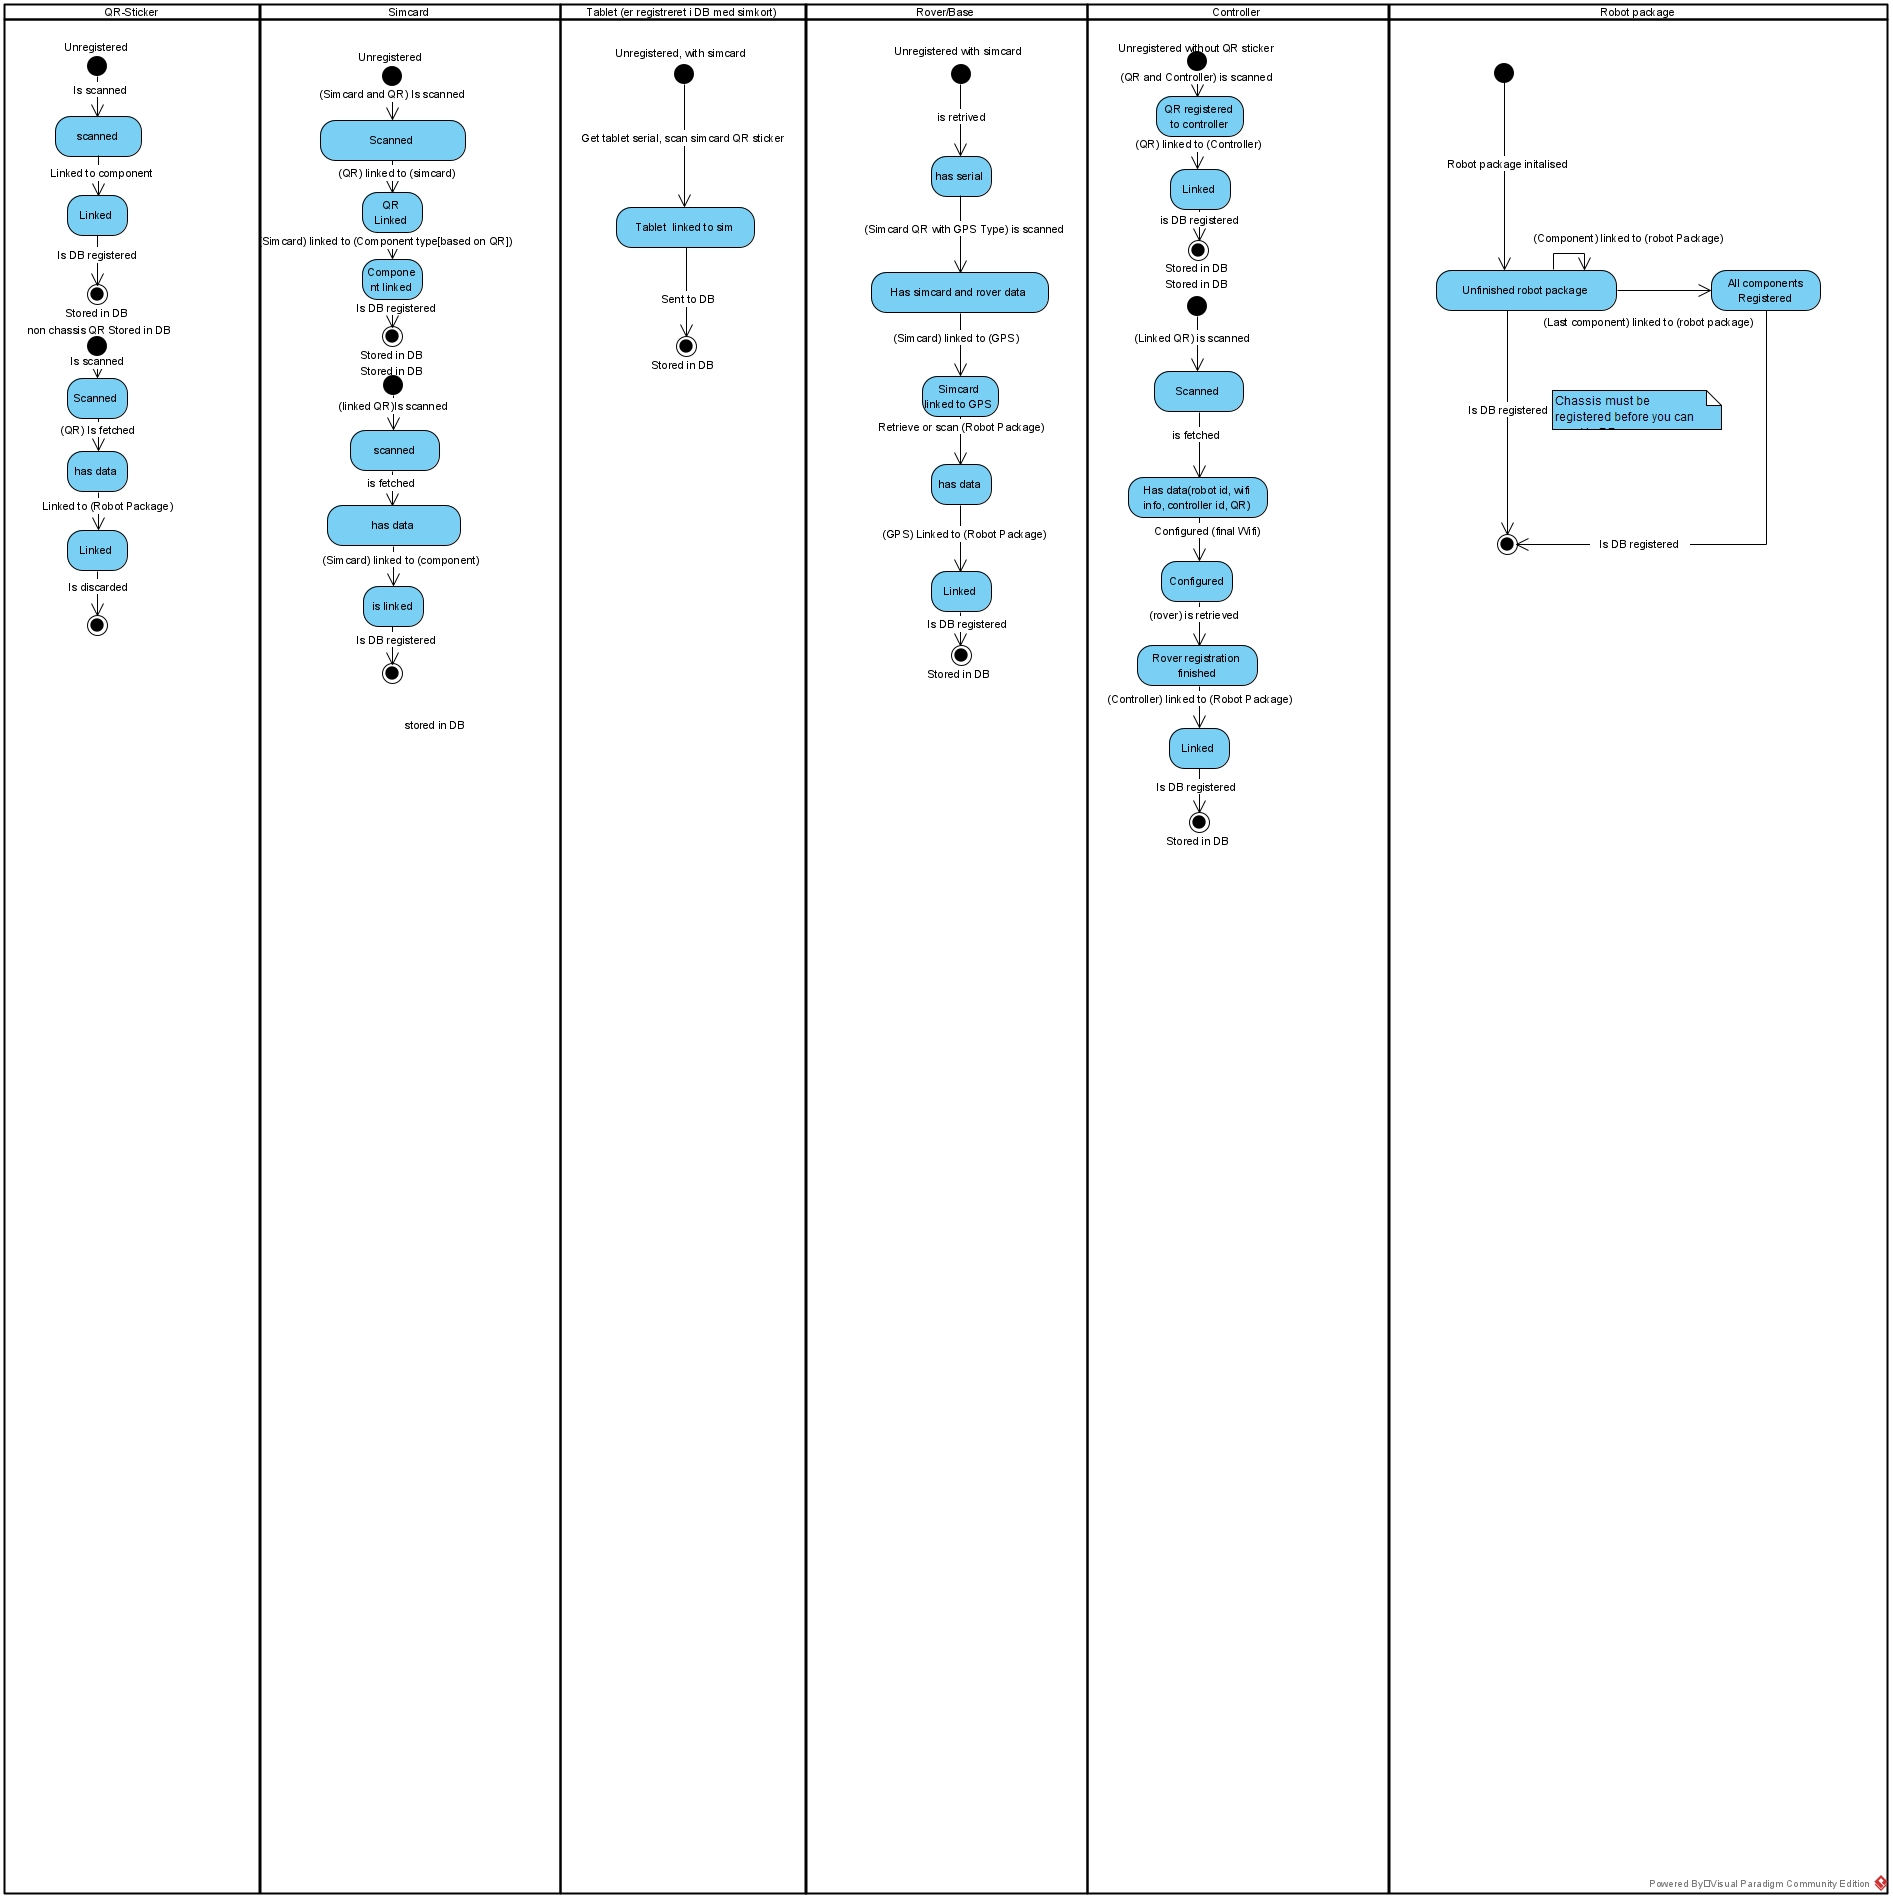 QR-Sticker
Simcard
Tablet (er registreret i DB med simkort)
Rover/Base
Controller
Robot package
Unregistered
Is scanned
scanned
Linked to component
Linked
Is DB registered
Stored in DB
non chassis QR Stored in DB
Is scanned
Scanned
(QR) Is fetched
has data
Linked to (Robot Package)
Linked
Is discarded
Unregistered
(Simcard and QR) Is scanned
Scanned
(QR) linked to (simcard)
QR
Linked
Simcard) linked to (Component type[based on QR])
Compone
nt linked
Is DB registered
Stored in DB
Stored in DB
(linked QR)Is scanned
scanned
is fetched
has data
(Simcard) linked to (component)
is linked
Is DB registered
stored in DB
Unregistered, with simcard
Get tablet serial, scan simcard QR sticker
Tablet linked to sim
Sent to DB
Stored in DB
Unregistered with simcard
is retrived
has serial
(Simcard QR with GPS Type) is scanned
Has simcard and rover data
(Simcard) linked to (GPS)
Simcard
linked to GPS
Retrieve or scan (Robot Package)
has data
(GPS) Linked to (Robot Package)
Linked
Is DB registered
Stored in DB
Unregistered without QR sticker
(QR and Controller) is scanned
QR registered
to controller
(QR) linked to (Controller)
Linked
is DB registered
Stored in DB
Stored in DB
(Linked QR) is scanned
Scanned
is fetched
Has data(robot id, wifi
info, controller id, QR)
Configured (final Wifi)
Configured
(rover) is retrieved
Rover registration
finished
(Controller) linked to (Robot Package)
Linked
Is DB registered
Stored in DB
Robot package initalised
(Component) linked to (robot Package)
Unfinished robot package
All components
Registered
(Last component) linked to (robot package)
Is DB registered
Chassis must be
registered before you can
Is DB registered
Powered By Visual Paradigm Community Edition